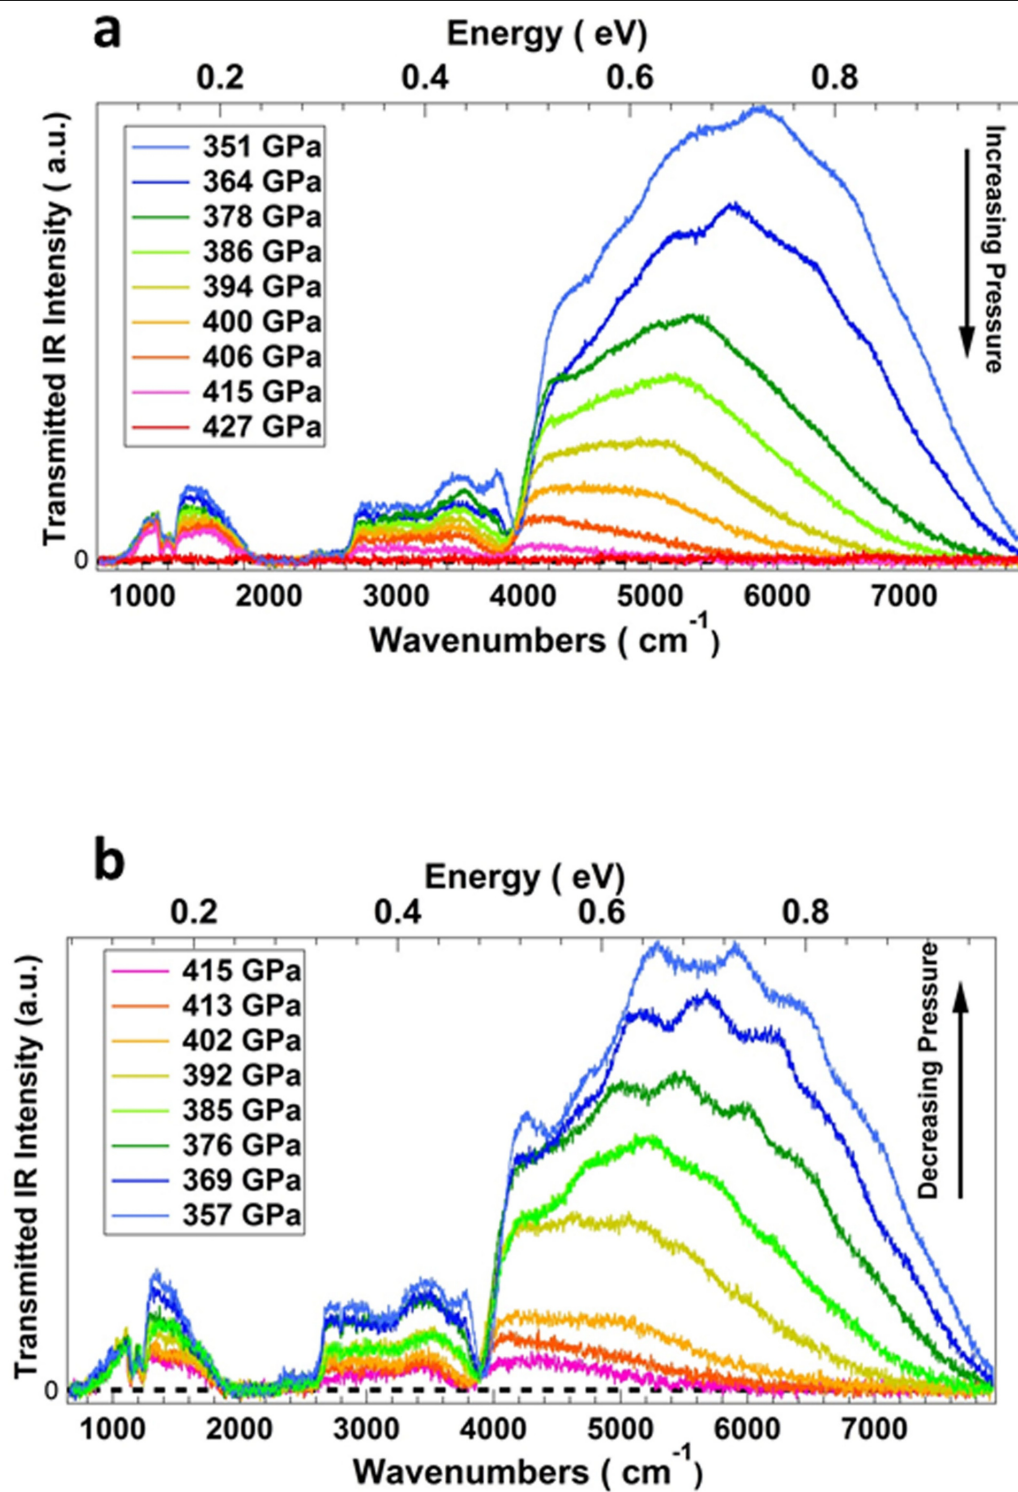 a
Energy ( eV)
0.2 0.4 0.6 0.8
Transmitted IR Intensity ( a.u.)
351 GPa
364 GPa
378 GPa
386 GPa
394 GPa
400 GPa
406 GPa
415 GPa
427 GPa
Increasing Pressure
0
1000 2000 3000 4000 5000 6000 7000
Wavenumbers ( cm-1)
b
Energy ( eV)
0.2 0.4 0.6 0.8
Transmitted IR Intensity (a.u.)
415 GPa
413 GPa
402 GPa
392 GPa
385 GPa
376 GPa
369 GPa
357 GPa
Decreasing Pressure
0
1000 2000 3000 4000 5000 6000 7000
Wavenumbers ( cm-1)